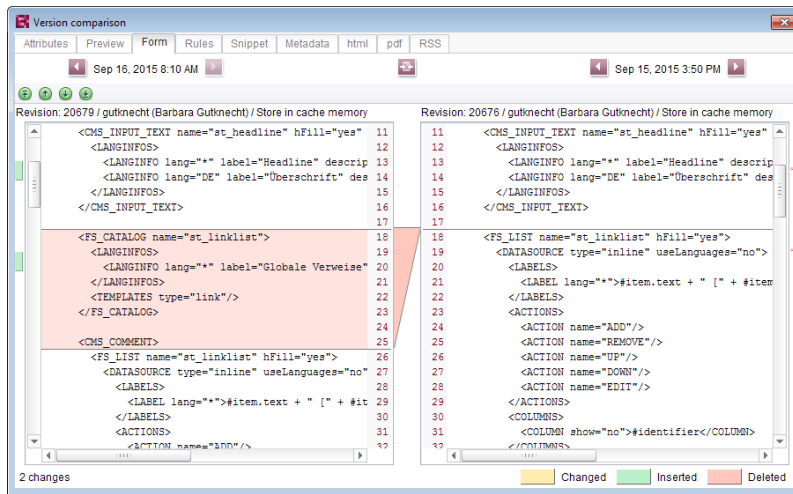 Version comparison
Attributes Preview Form Rules Snippet Metadata html pdf RSS
Sep 16, 2015 8:10 AM Sep 15, 2015 3:50 PM
Revision: 20679 / gutknecht (Barbara Gutknecht) / Store in cache memory
<CMS_INPUT_TEXT name="st_headline" hFill="yes" 11
<LANGINFOS> 12
<LANGINFO lang="*" label="Headline" descrip 13
<LANGINFO lang="DE" label="Überschrift" des 14
</LANGINFOS> 15
</CMS_INPUT_TEXT> 16
17
<FS_CATALOG name="st_linklist"> 18
<LANGINFOS> 19
<LANGINFO lang="*" label="Globale Verweise" 20
</LANGINFOS> 21
<TEMPLATES type="link"/> 22
</FS_CATALOG> 23
24
<CMS_COMMENT> 25
<FS_LIST name="st_linklist" hFill="yes"> 26
<DATASOURCE type="inline" useLanguages="no" 27
<LABELS> 28
<LABEL lang="*">#item.text + " [" + #it 29
</LABELS> 30
<ACTIONS> 31
<ACTION name="ADD"/> 32
Revision: 20676 / gutknecht (Barbara Gutknecht) / Store in cache memory
11 <CMS_INPUT_TEXT name="st_headline" hFill="yes"
12 <LANGINFOS>
13 <LANGINFO lang="*" label="Headline" descrip
14 <LANGINFO lang="DE" label="Überschrift" des
15 </LANGINFOS>
16 </CMS_INPUT_TEXT>
17
18 <FS_LIST name="st_linklist" hFill="yes">
19 <DATASOURCE type="inline" useLanguages="no">
20 <LABELS>
21 <LABEL lang="*">#item.text + " [" + #item
22 </LABELS>
23 <ACTIONS>
24 <ACTION name="ADD"/>
25 <ACTION name="REMOVE"/>
26 <ACTION name="UP"/>
27 <ACTION name="DOWN"/>
28 <ACTION name="EDIT"/>
29 </ACTIONS>
30 <COLUMNS>
31 <COLUMN show="no">#identifier</COLUMN>
32 </COLUMNS>
2 changes Changed Inserted Deleted